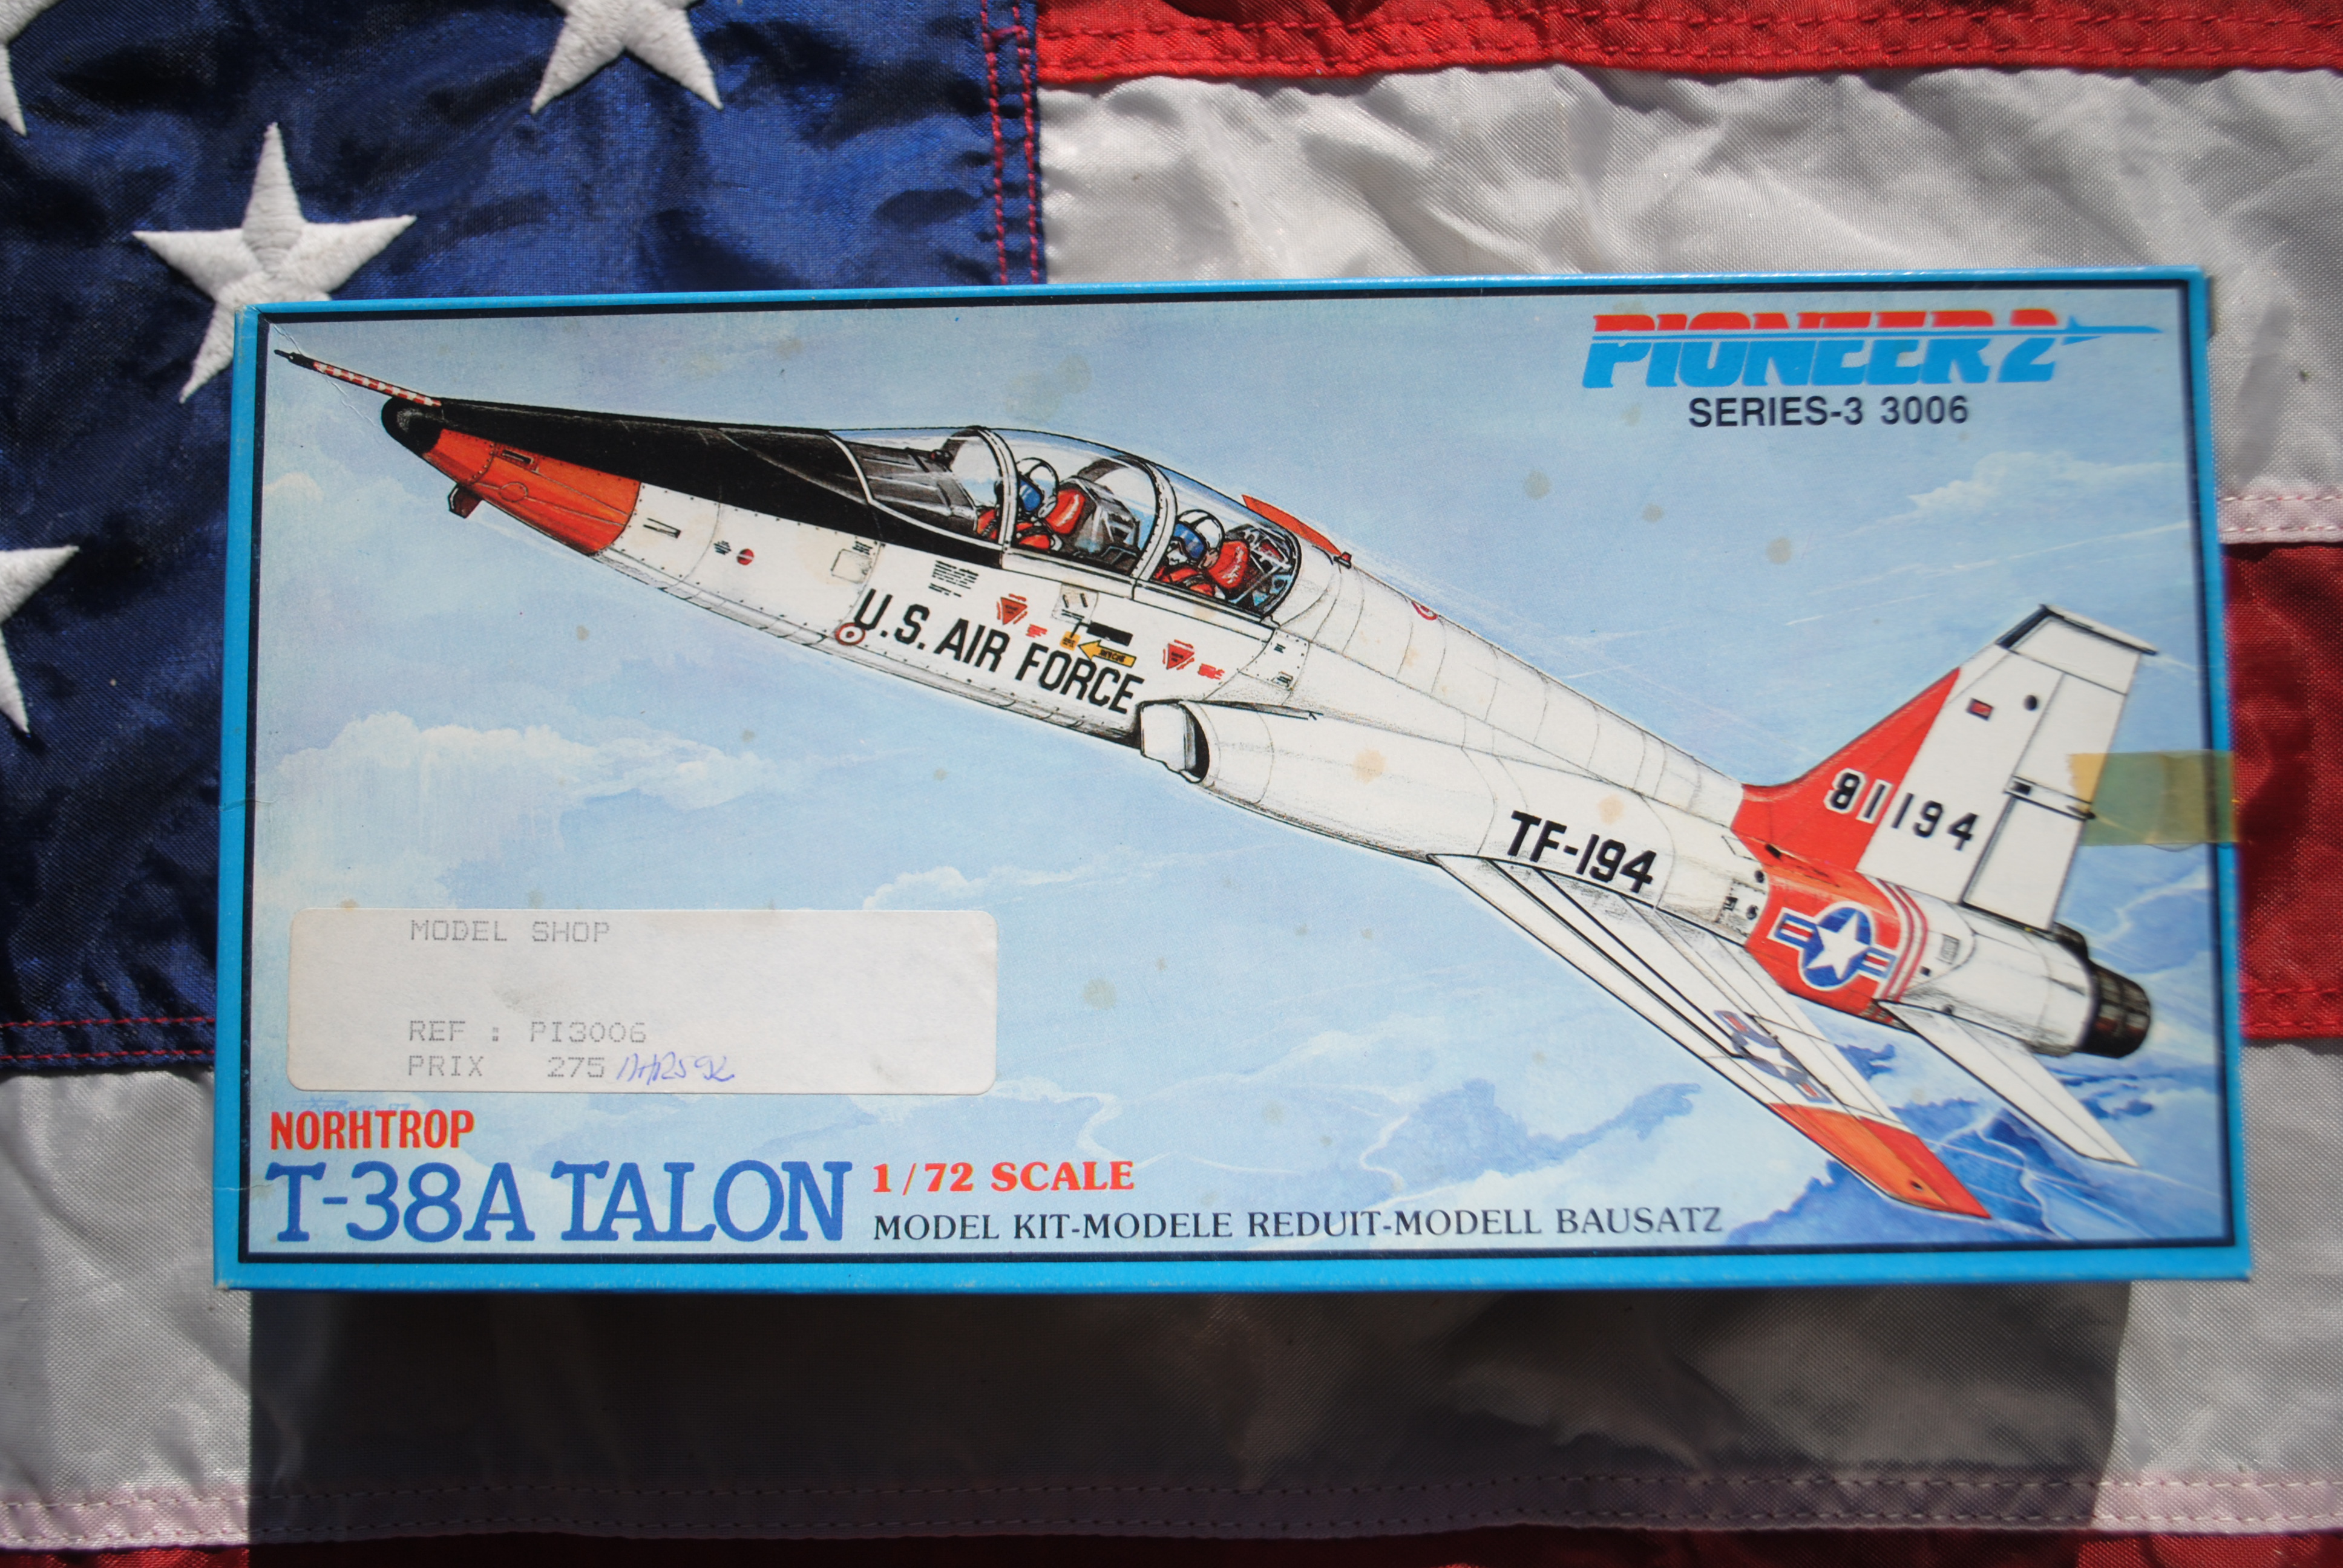 PIONEER 2
SERIES-3 3006
U.S. AIR FORCE
TF-194
81194
MODEL SHOP
REF : PI3006
PRIX 275
NORHTROP
T-38A TALON
1/72 SCALE
MODEL KIT-MODELE REDUIT-MODELL BAUSATZ